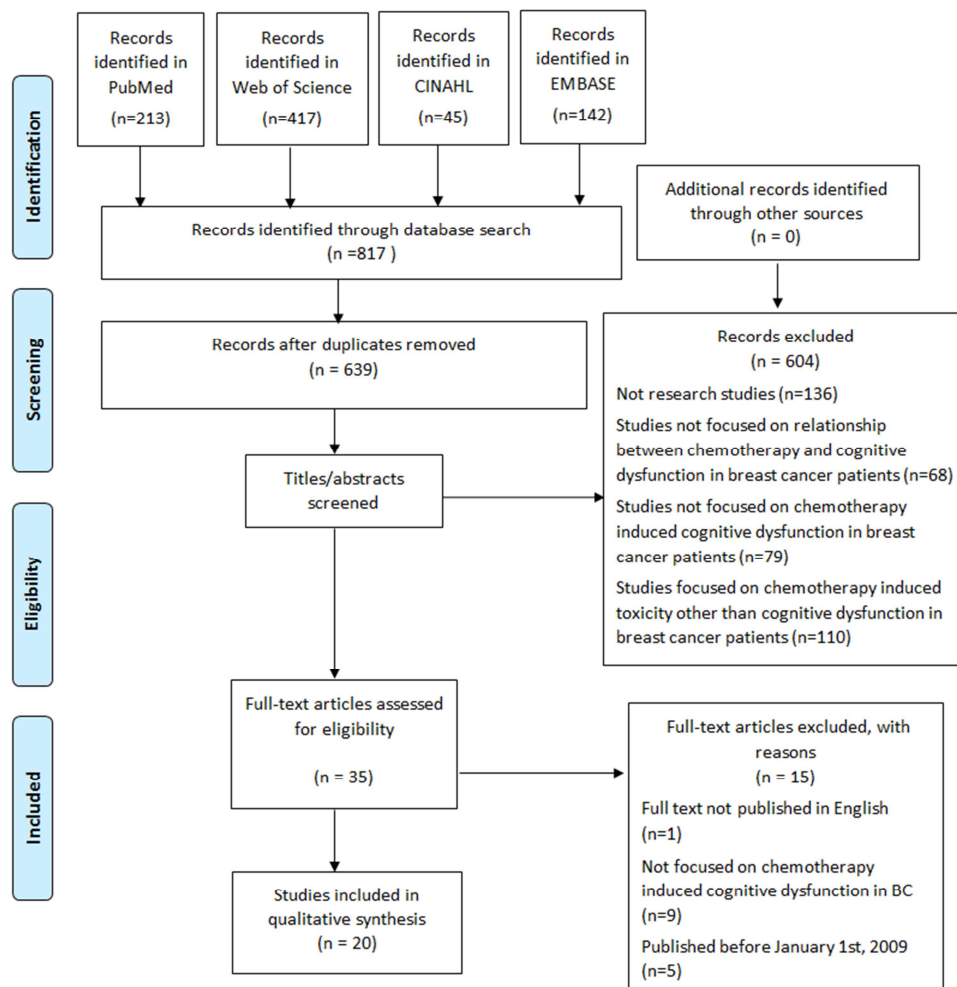 Records
identified in
PubMed
(n=213)
Records
identified in
Web of Science
(n=417)
Records
identified in
CINAHL
(n=45)
Records
identified in
EMBASE
(n=142)
Identification
Additional records identified
through other sources
(n = 0)
Records identified through database search
(n =817 )
Screening
Records after duplicates removed
(n = 639)
Records excluded
(n = 604)
Not research studies (n=136)
Studies not focused on relationship
between chemotherapy and cognitive
dysfunction in breast cancer patients (n=68)
Studies not focused on chemotherapy
induced cognitive dysfunction in breast
cancer patients (n=79)
Studies focused on chemotherapy induced
toxicity other than cognitive dysfunction in
breast cancer patients (n=110)
Titles/abstracts
screened
Eligibility
Full-text articles assessed
for eligibility
(n = 35)
Full-text articles excluded, with
reasons
(n = 15)
Full text not published in English
(n=1)
Not focused on chemotherapy
induced cognitive dysfunction in BC
(n=9)
Published before January 1st, 2009
(n=5)
Included
Studies included in
qualitative synthesis
(n = 20)